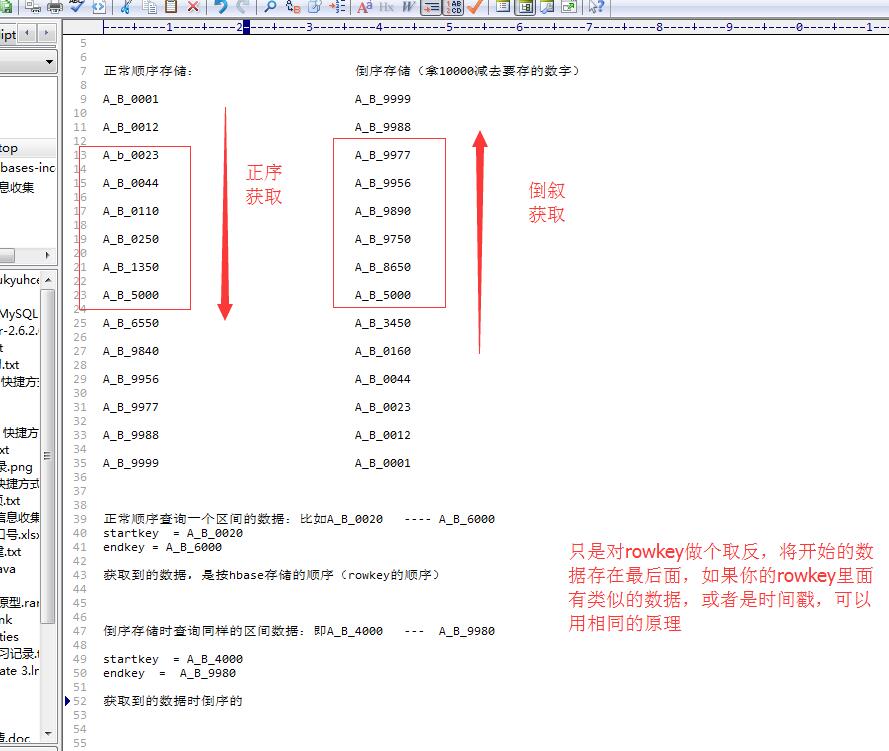 ipt
----+----1----+----2----+----3----+----4----+----5----+----6----+----7----+----8----+----9----+----0----+----1-
5
6
7 正常顺序存储: 倒序存储（拿10000减去要存的数字）
8
9 A_B_0001 A_B_9999
10
11 A_B_0012 A_B_9988
12
13 A_b_0023 A_B_9977
14
15 A_B_0044 A_B_9956
16
17 A_B_0110 A_B_9890
18
19 A_B_0250 A_B_9750
20
21 A_B_1350 A_B_8650
22
23 A_B_5000 A_B_5000
24
25 A_B_6550 A_B_3450
26
27 A_B_9840 A_B_0160
28
29 A_B_9956 A_B_0044
30
31 A_B_9977 A_B_0023
32
33 A_B_9988 A_B_0012
34
35 A_B_9999 A_B_0001
36
37
38
39 正常顺序查询一个区间的数据: 比如A_B_0020 ---- A_B_6000
40 startkey = A_B_0020
41 endkey = A_B_6000
42
43 获取到的数据, 是按hbase存储的顺序（rowkey的顺序）
44
45
46
47 倒序存储时查询同样的区间数据: 即A_B_4000 --- A_B_9980
48
49 startkey = A_B_4000
50 endkey = A_B_9980
51
52 获取到的数据时倒序的
53
54
55
正序
获取
倒叙
获取
只是对rowkey做个取反，将开始的数
据存在最后面，如果你的rowkey里面
有类似的数据，或者是时间戳，可以
用相同的原理
top
bases-inc
息收集
ukyuhce
MySQL
r-2.6.2.
t
l.txt
快捷方式
快捷方
xt
录.png
快捷方式
页.txt
信息收集
口号.xlsx
建.txt
ava
原型.rar
nk
ties
习记录.t
ate 3.ln
.doc